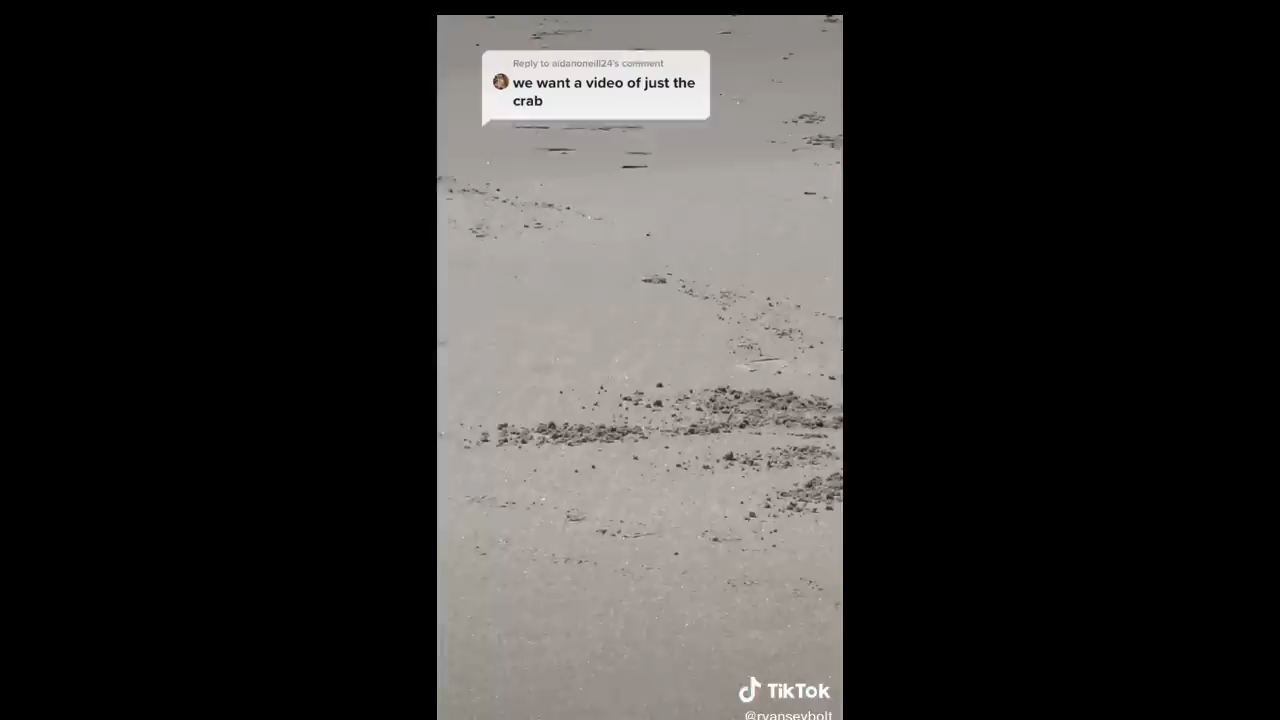 Reply to aidanoneill24's comment
we want a video of just the
crab
TikTok
@ryanseybolt